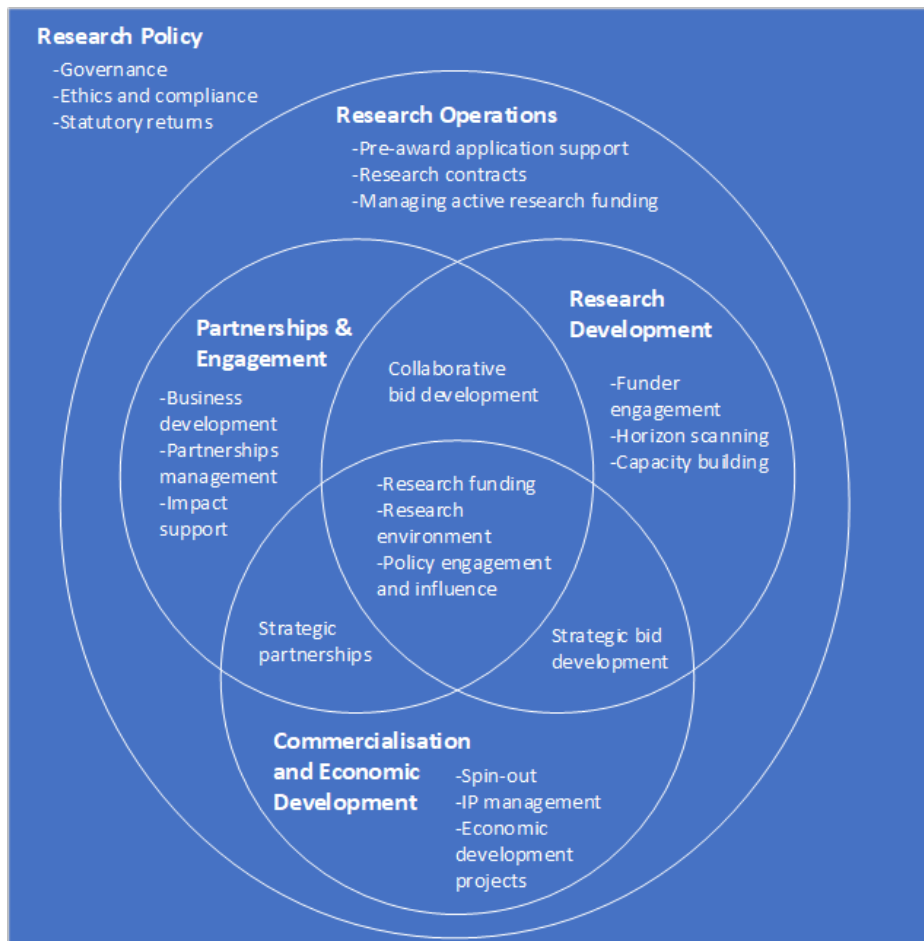 Research Policy
-Governance
-Ethics and compliance
-Statutory returns
Research Operations
-Pre-award application support
-Research contracts
-Managing active research funding
Partnerships &
Engagement
-Business
development
-Partnerships
management
-Impact
support
Collaborative
bid development
Research
Development
-Funder
engagement
-Horizon scanning
-Capacity building
-Research funding
-Research
environment
-Policy engagement
and influence
Strategic
partnerships
Strategic bid
development
Commercialisation
and Economic
Development
-Spin-out
-IP management
-Economic
development
projects